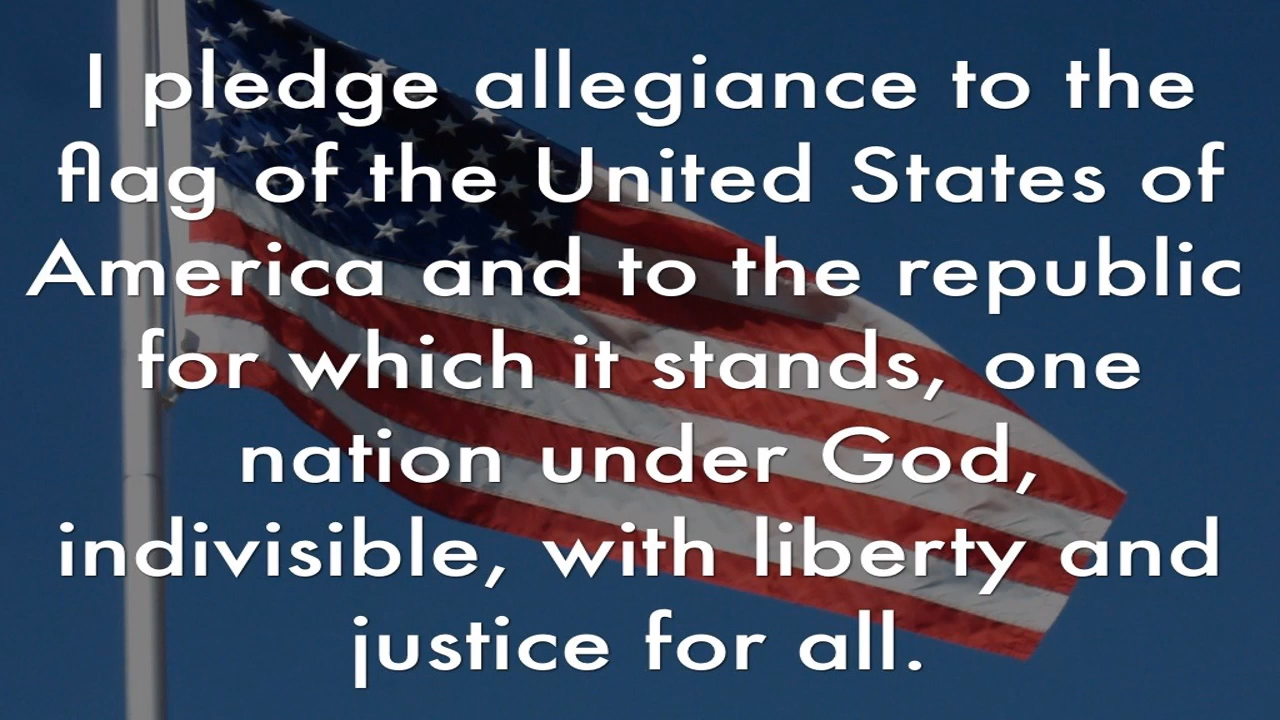 I pledge allegiance to the
flag of the United States of
America and to the republic
for which it stands, one
nation under God,
indivisible, with liberty and
justice for all.